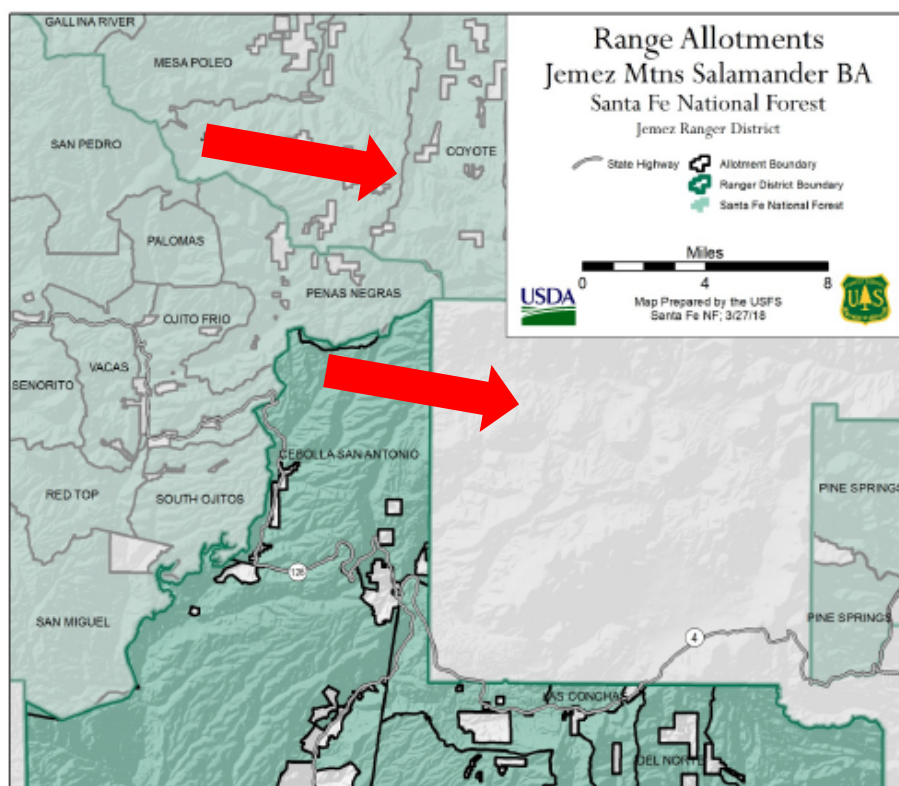 GALLINA RIVER
MESA POLEO
SAN PEDRO
COYOTE
PALOMAS
PENAS NEGRAS
OJITO FRIO
VACAS
SENORITO
CEBOLLA SAN ANTONIO
RED TOP
SOUTH OJITOS
PINE SPRINGS
126
SAN MIGUEL
PINE SPRINGS
4
LAS CONCHAS
DEL NORTE
Range Allotments
Jemez Mtns Salamander BA
Santa Fe National Forest
Jemez Ranger District
State Highway
Allotment Boundary
Ranger District Boundary
Santa Fe National Forest
Miles
0 4 8
USDA
Map Prepared by the USFS
Santa Fe NF; 3/27/18
UAS